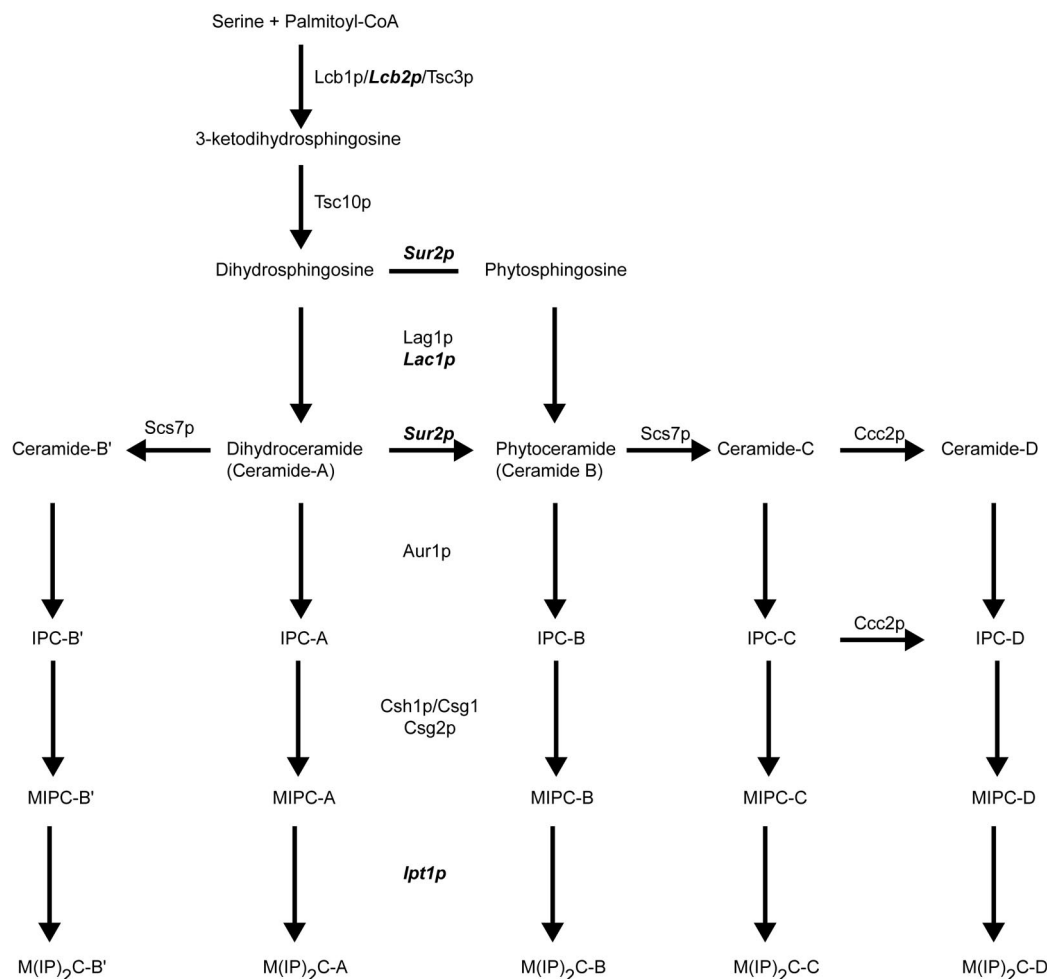 Serine + Palmitoyl-CoA
Lcb1p/Lcb2p/Tsc3p
3-ketodihydrosphingosine
Tsc10p
Dihydrosphingosine
Sur2p
Phytosphingosine
Lag1p
Lac1p
Ceramide-B'
Scs7p
Dihydroceramide
(Ceramide-A)
Sur2p
Phytoceramide
(Ceramide B)
Scs7p
Ceramide-C
Ccc2p
Ceramide-D
Aur1p
IPC-B'
IPC-A
IPC-B
IPC-C
Ccc2p
IPC-D
Csh1p/Csg1
Csg2p
MIPC-B'
MIPC-A
MIPC-B
MIPC-C
MIPC-D
Ipt1p
M(IP)2C-B'
M(IP)2C-A
M(IP)2C-B
M(IP)2C-C
M(IP)2C-D